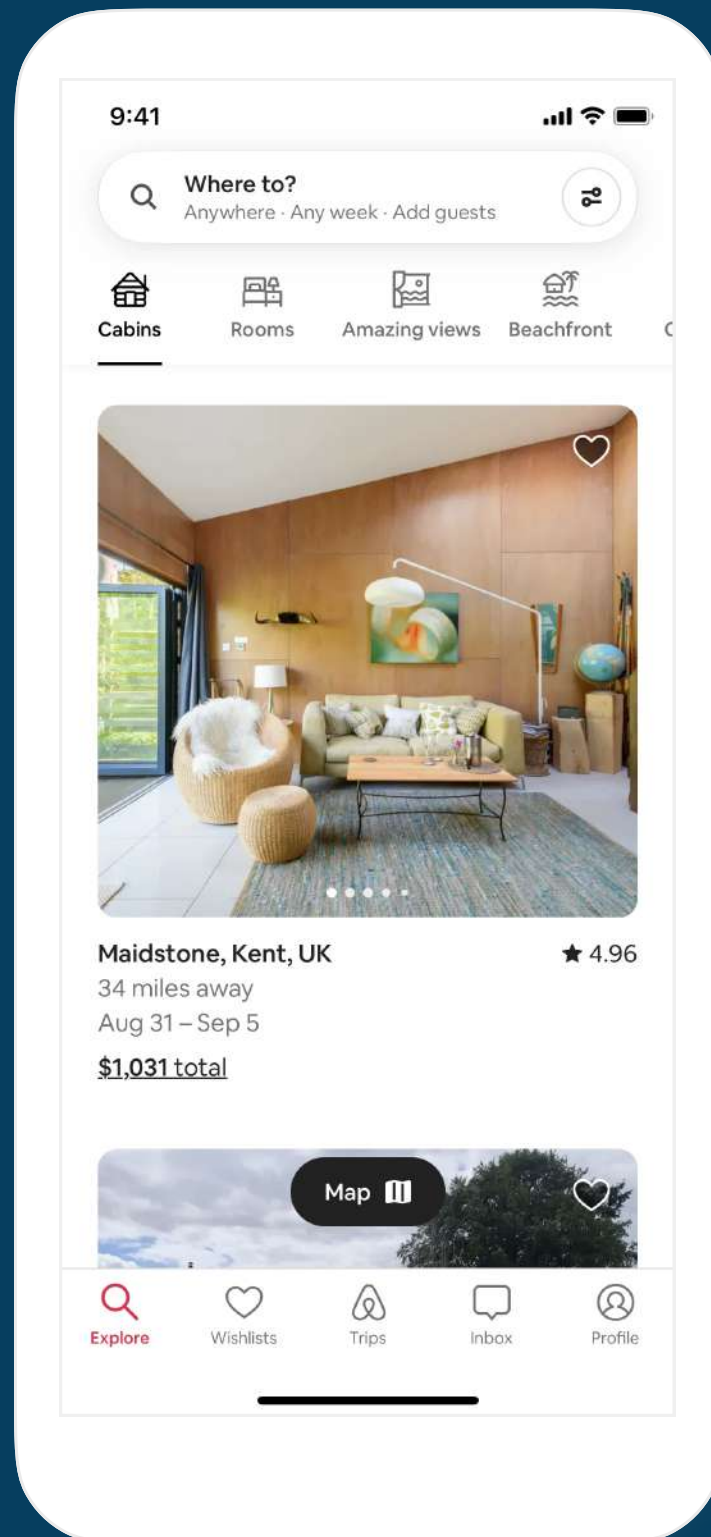 9:41
Where to?
Anywhere · Any week · Add guests
Cabins Rooms Amazing views Beachfront
Maidstone, Kent, UK ★ 4.96
34 miles away
Aug 31 – Sep 5
$1,031 total
Map
Explore Wishlists Trips Inbox Profile